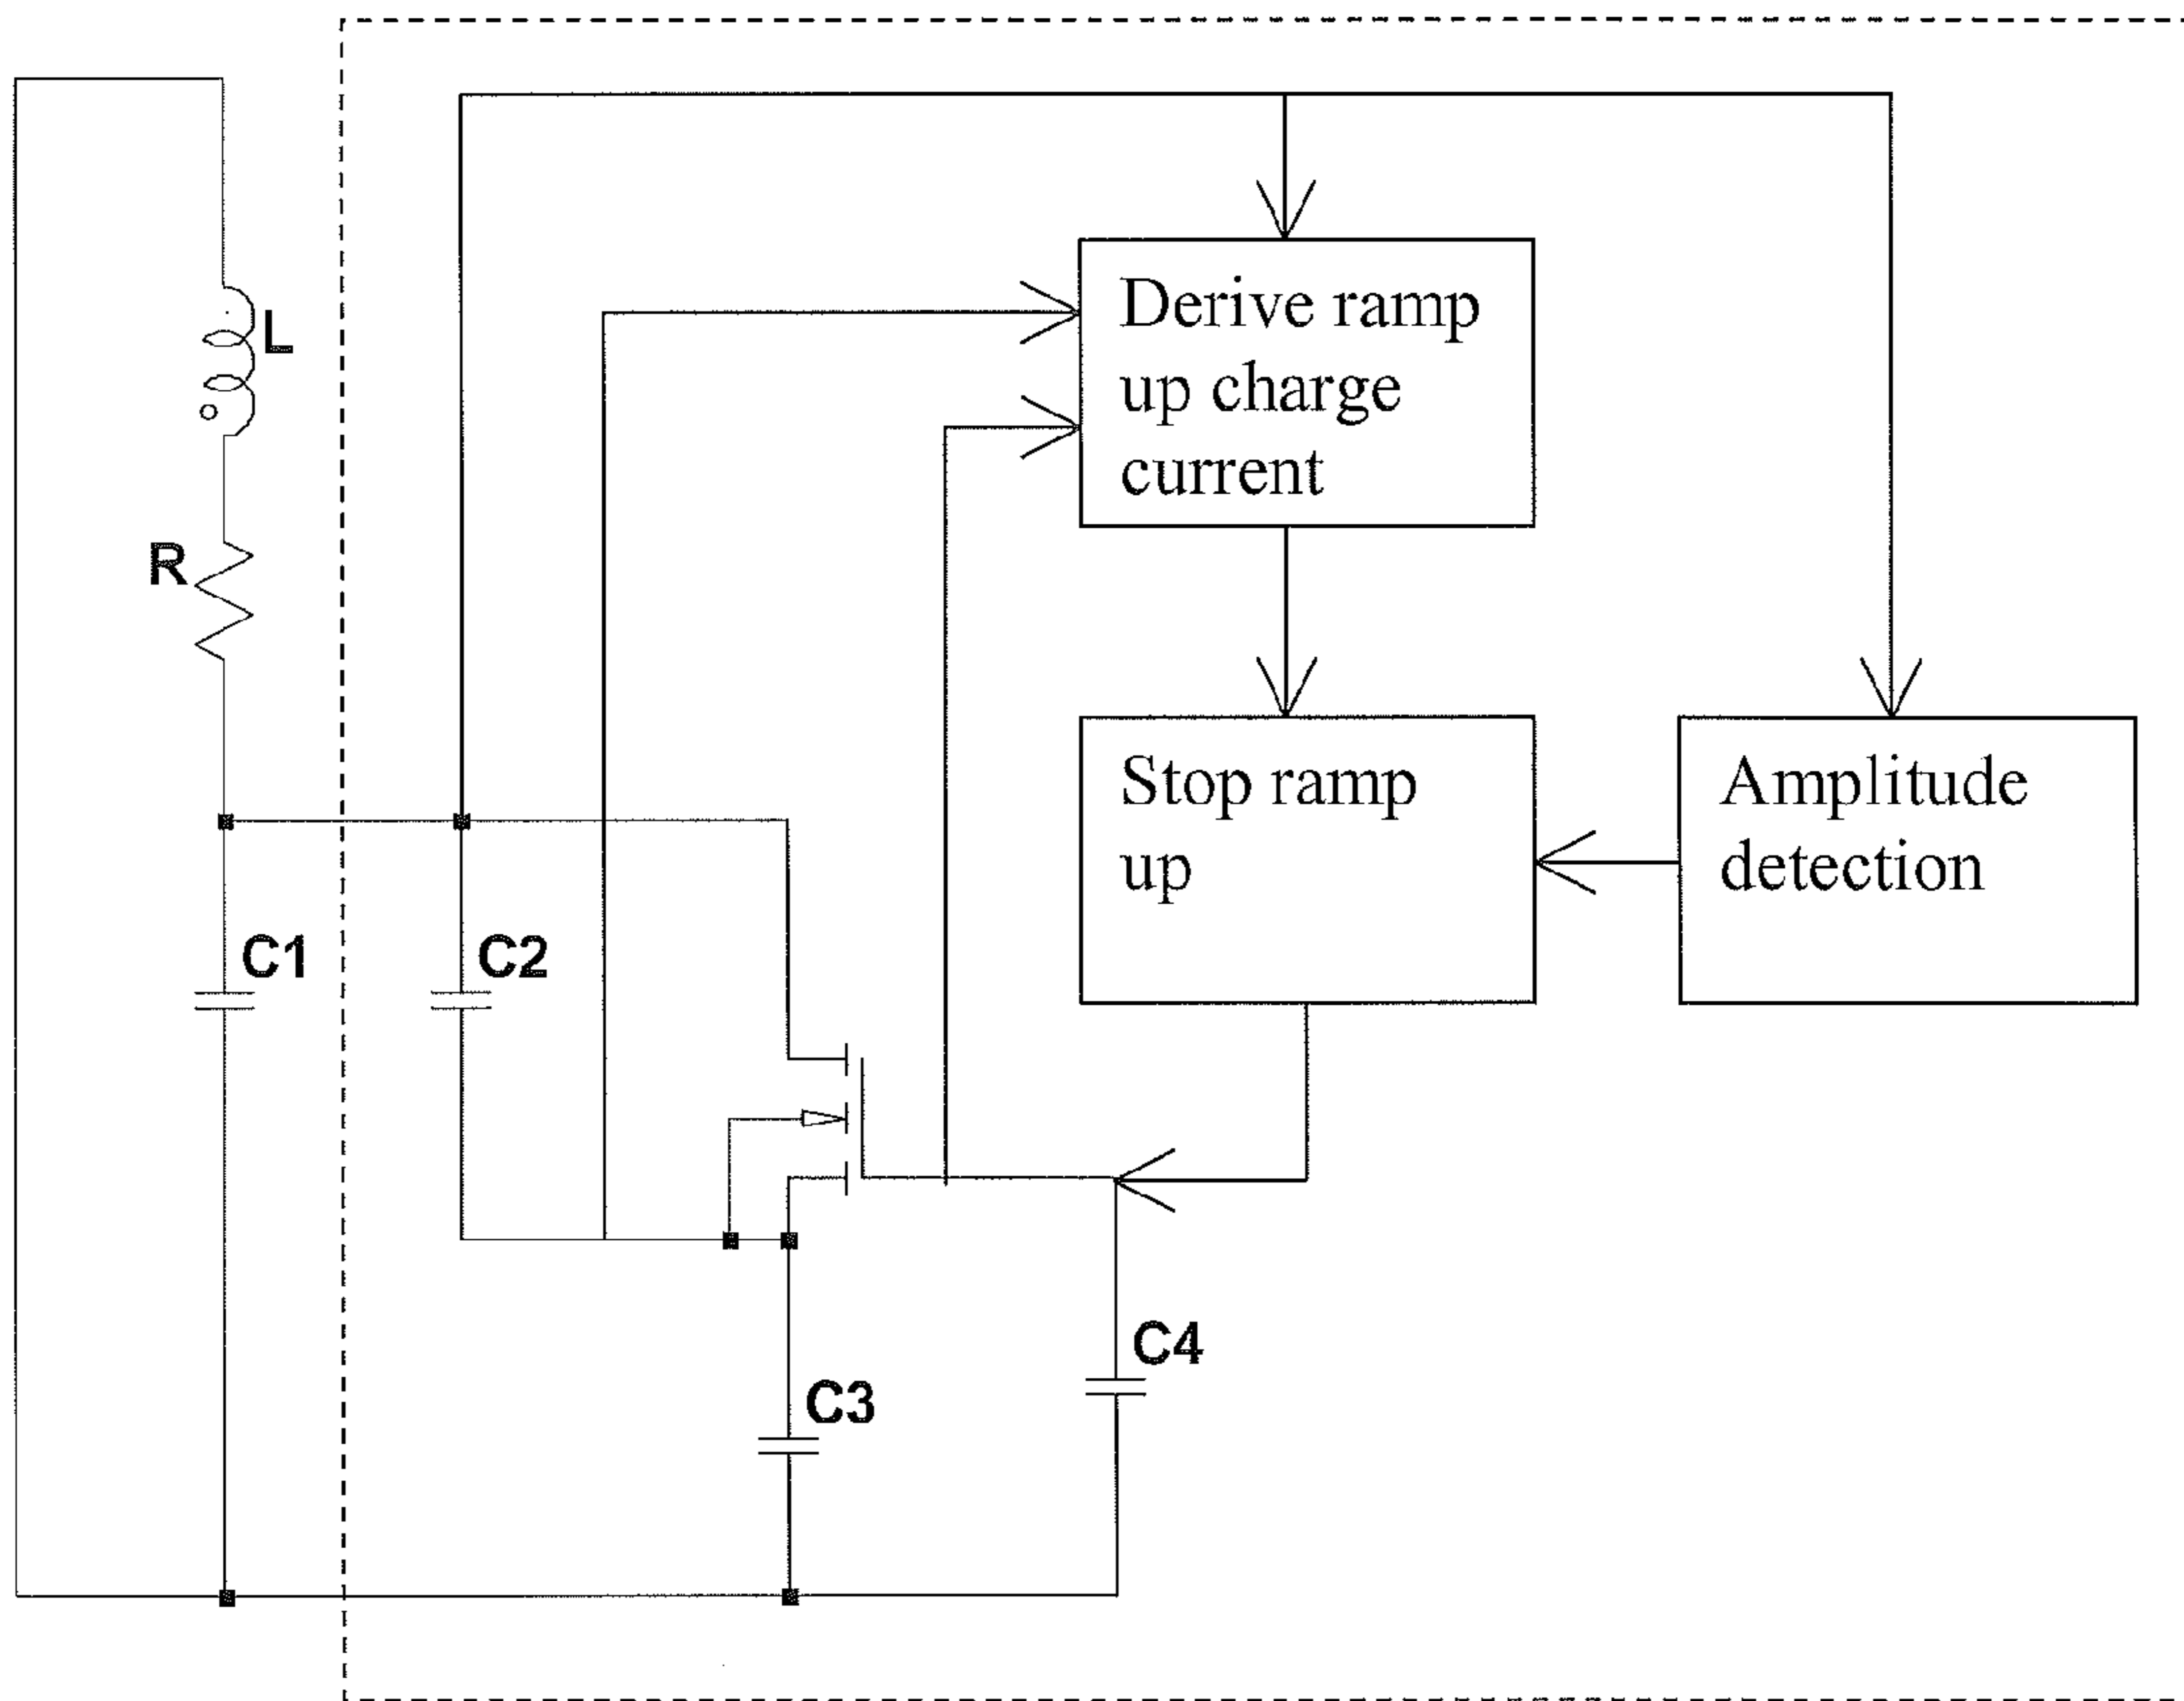 L
Derive ramp
up charge
current
R
Stop ramp
up
Amplitude
detection
C1
C2
C3
C4